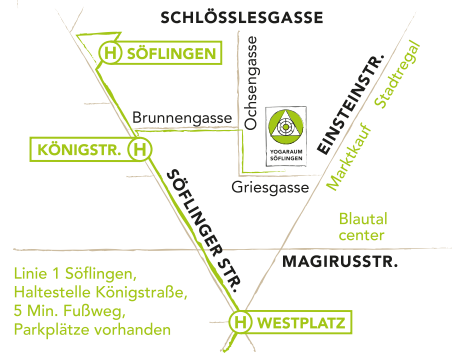 SCHLÖSSLESGASSE
H SÖFLINGEN
Ochsengasse
EINSTEINSTR.
Stadtregal
Brunnengasse
Marktkauf
KÖNIGSTR. H
YOGARAUM
SÖFLINGEN
SÖFLINGER STR.
Griesgasse
Blautal
center
MAGIRUSSTR.
Linie 1 Söflingen,
Haltestelle Königstraße,
5 Min. Fußweg,
Parkplätze vorhanden
H WESTPLATZ